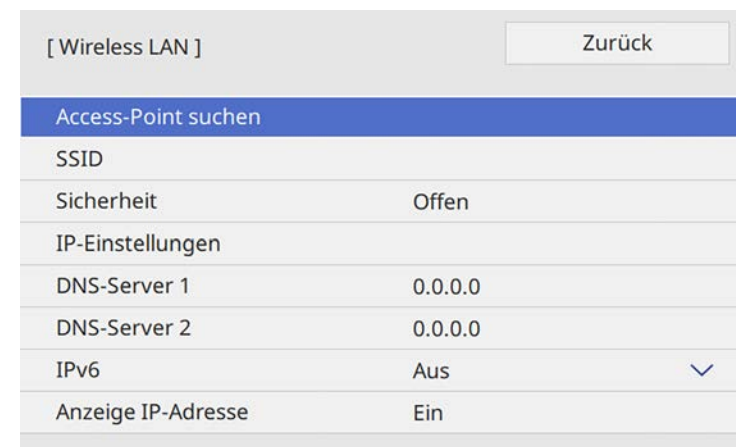 [ Wireless LAN ] Zurück
Access-Point suchen
SSID
Sicherheit Offen
IP-Einstellungen
DNS-Server 1 0.0.0.0
DNS-Server 2 0.0.0.0
IPv6 Aus
Anzeige IP-Adresse Ein